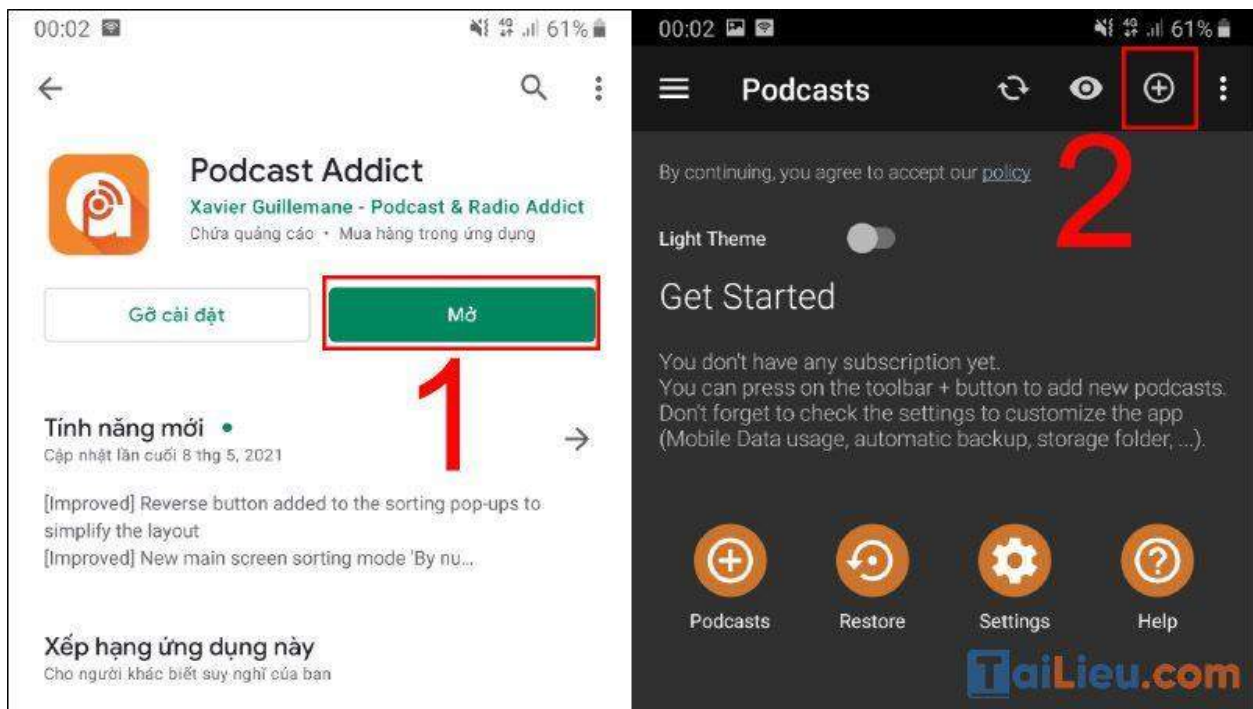 00:02
61%
Podcast Addict
Xavier Guillemane - Podcast & Radio Addict
Chứa quảng cáo • Mua hàng trong ứng dụng
Gỡ cài đặt
Mở
1
Tính năng mới •
Cập nhật lần cuối 8 thg 5, 2021
[Improved] Reverse button added to the sorting pop-ups to
simplify the layout
[Improved] New main screen sorting mode 'By nu...
Xếp hạng ứng dụng này
Cho người khác biết suy nghĩ của bạn
00:02
4G
61%
Podcasts
2
By continuing, you agree to accept our policy
Light Theme
Get Started
You don't have any subscription yet.
You can press on the toolbar + button to add new podcasts.
Don't forget to check the settings to customize the app
(Mobile Data usage, automatic backup, storage folder, ...).
Podcasts
Restore
Settings
Help
TaiLieu.com